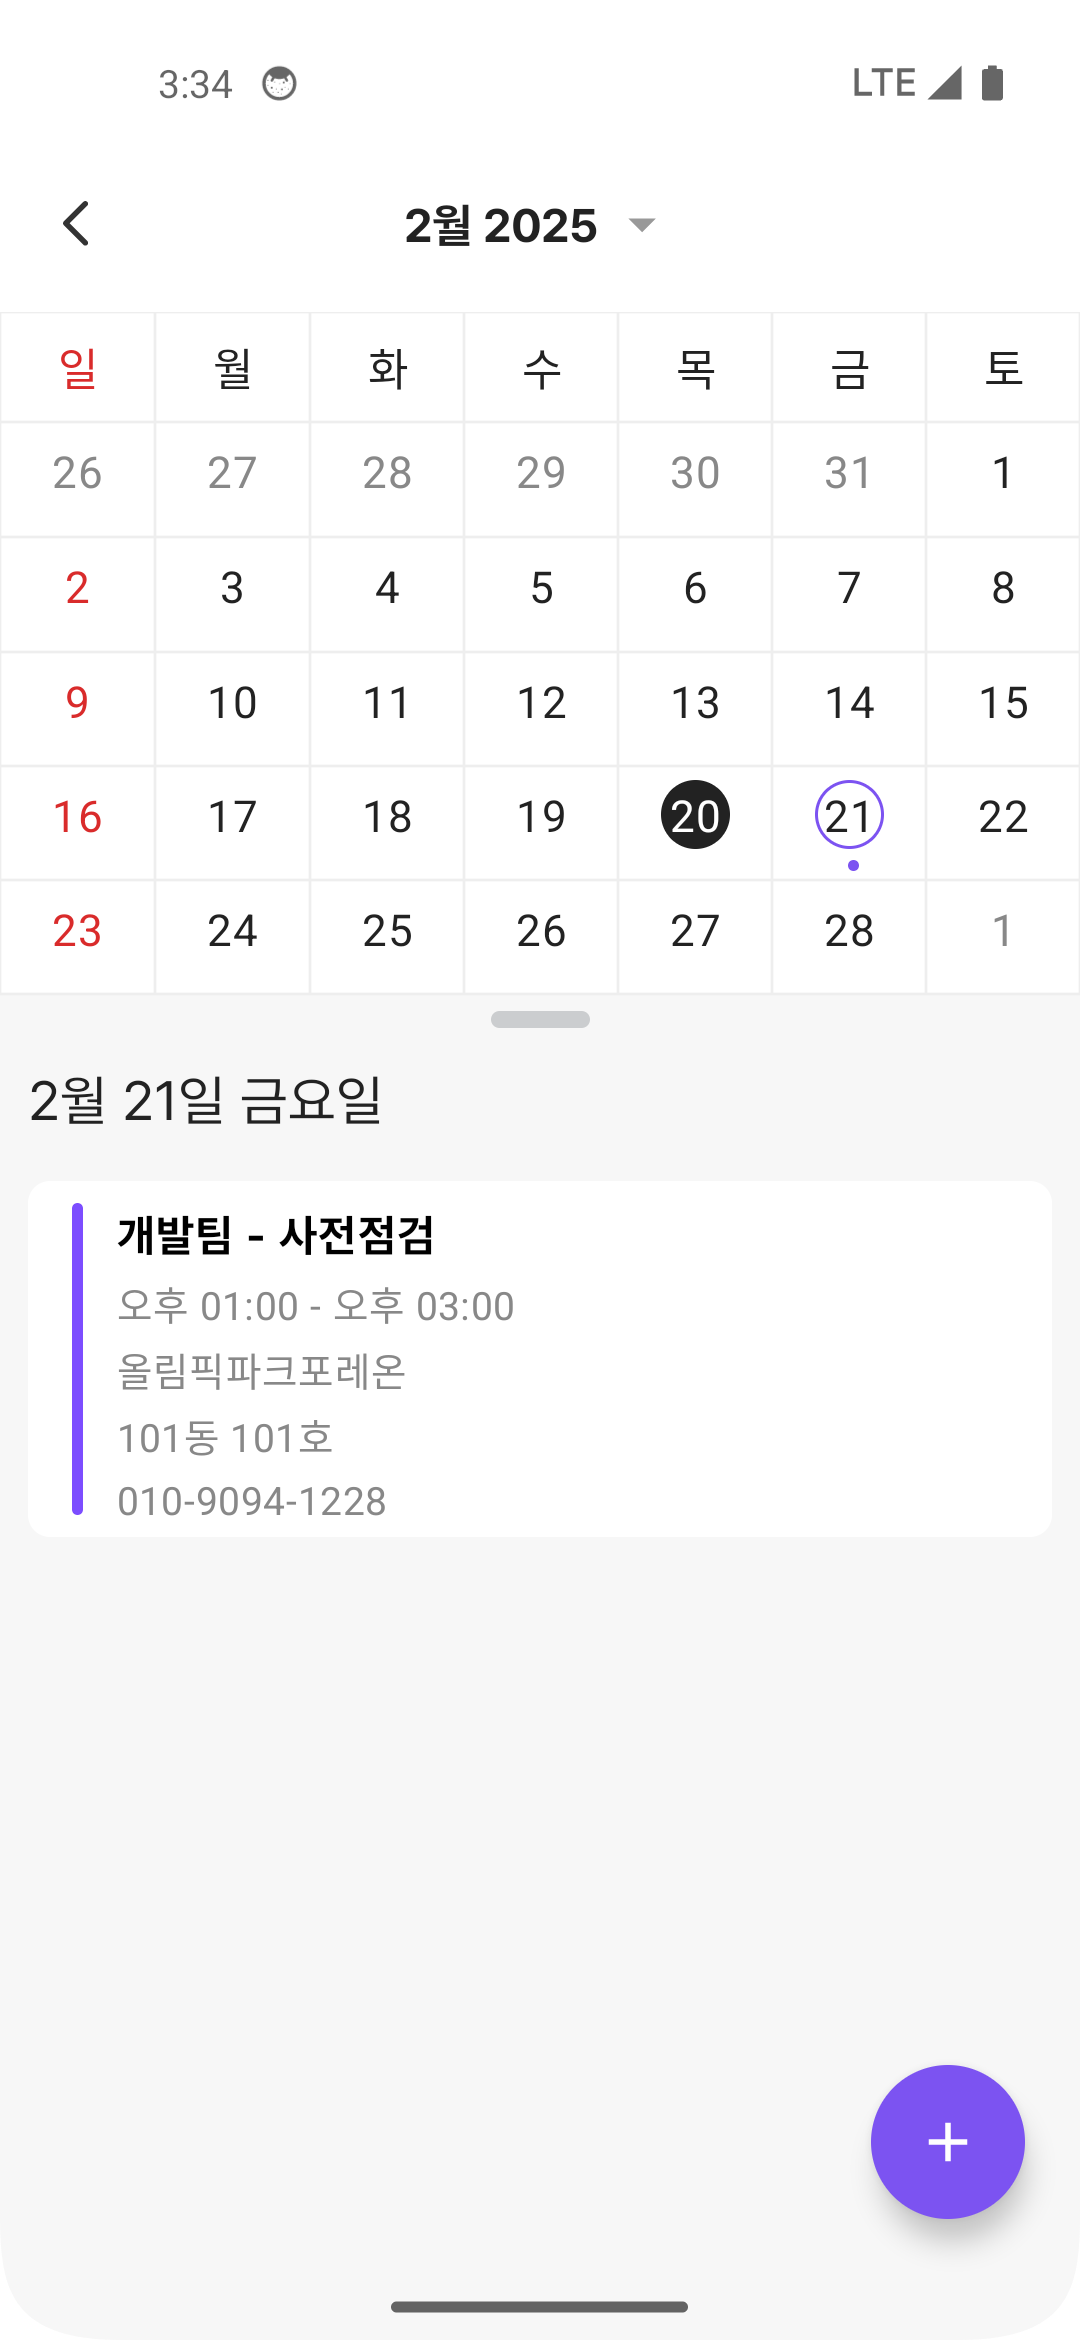 3:34 LTE
2월 2025
일 월 화 수 목 금 토
26 27 28 29 30 31 1
2 3 4 5 6 7 8
9 10 11 12 13 14 15
16 17 18 19 20 21 22
23 24 25 26 27 28 1
2월 21일 금요일
개발팀 - 사전점검
오후 01:00 - 오후 03:00
올림픽파크포레온
101동 101호
010-9094-1228
+